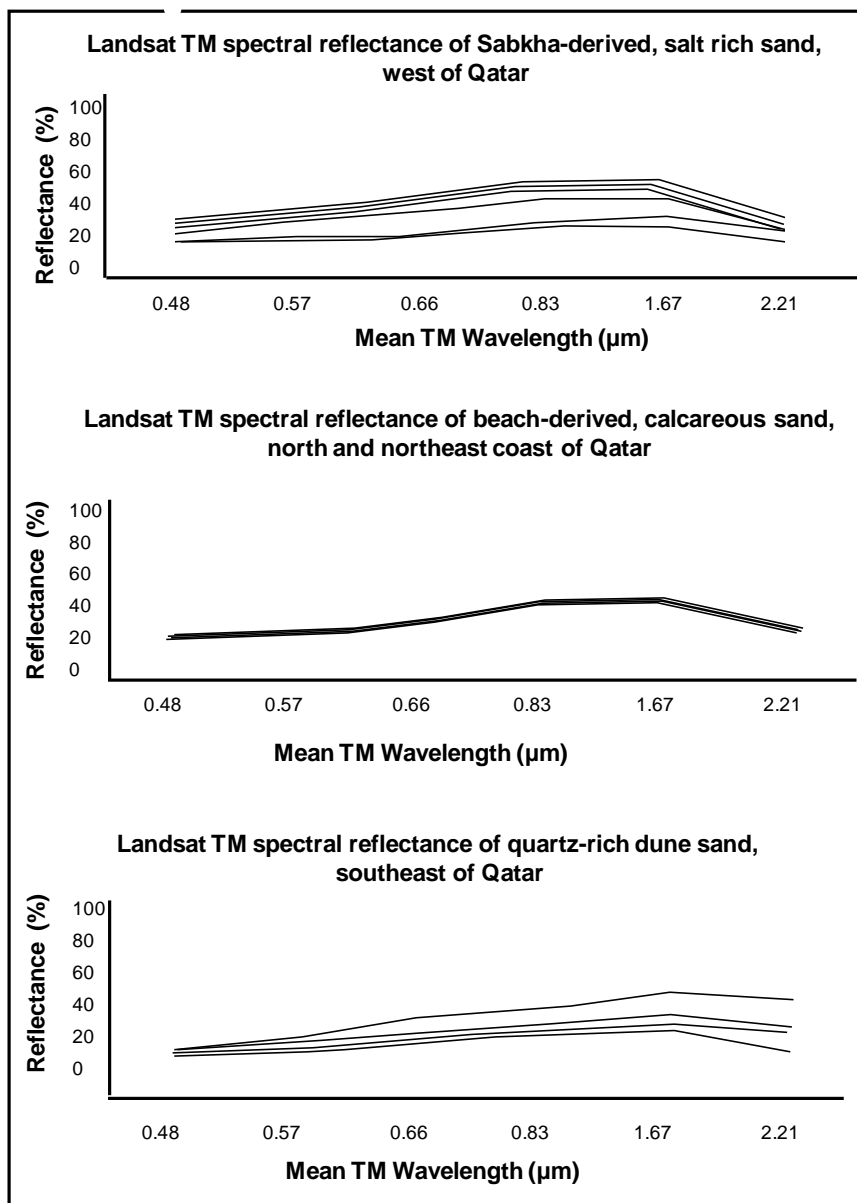 Landsat TM spectral reflectance of Sabkha-derived, salt rich sand,
west of Qatar
Reflectance (%)
100
80
60
40
20
0
0.48 0.57 0.66 0.83 1.67 2.21
Mean TM Wavelength (µm)
Landsat TM spectral reflectance of beach-derived, calcareous sand,
north and northeast coast of Qatar
Reflectance (%)
100
80
60
40
20
0
0.48 0.57 0.66 0.83 1.67 2.21
Mean TM Wavelength (µm)
Landsat TM spectral reflectance of quartz-rich dune sand,
southeast of Qatar
Reflectance (%)
100
80
60
40
20
0
0.48 0.57 0.66 0.83 1.67 2.21
Mean TM Wavelength (µm)